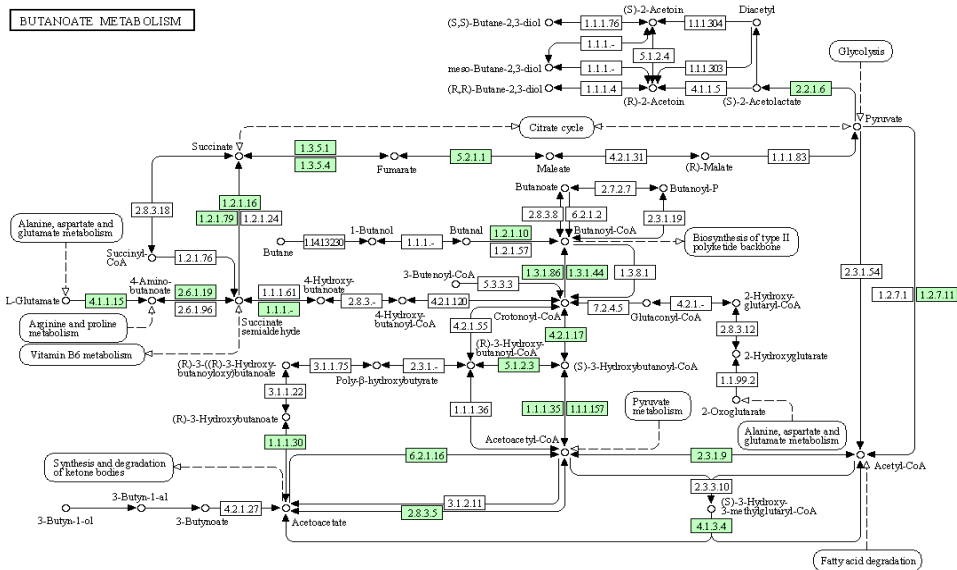 BUTANOATE METABOLISM
(S,S)-Butane-2,3-diol
1.1.1.76
(S)-2-Acetoin
1.1.1.304
Diacetyl
1.1.1.-
5.1.2.4
Glycolysis
meso-Butane-2,3-diol
1.1.1.-
1.1.1.303
(R,R)-Butane-2,3-diol
1.1.1.4
(R)-2-Acetoin
4.1.1.5
(S)-2-Acetolactate
2.2.1.6
Pyruvate
Citrate cycle
Succinate
1.3.5.1
1.3.5.4
Fumarate
5.2.1.1
Maleate
4.2.1.31
(R)-Malate
1.1.1.83
Butanoate
2.7.2.7
Butanoyl-P
1.2.1.16
1.2.1.79
1.2.1.24
2.8.3.18
2.8.3.8
6.2.1.2
2.3.1.19
Alanine, aspartate and
glutamate metabolism
1-Butanol
Butanal
1.2.1.10
Butanoyl-CoA
Butane
1.14.13.230
1.1.1.-
1.2.1.57
Biosynthesis of type II
polyketide backbone
Succinyl-
CoA
1.2.1.76
3-Butenoyl-CoA
1.3.1.86
1.3.1.44
1.3.8.1
2.3.1.54
5.3.3.3
L-Glutamate
4.1.1.15
4-Amino-
butanoate
2.6.1.19
2.6.1.96
1.1.1.61
1.1.1.-
4-Hydroxy-
butanoate
2.8.3.-
4.2.1.120
Crotonoyl-CoA
7.2.4.5
Glutaconyl-CoA
4.2.1.-
2-Hydroxy-
glutaryl-CoA
1.2.7.1
1.2.7.11
Succinate
semialdehyde
4-Hydroxy-
butanoyl-CoA
Arginine and proline
metabolism
4.2.1.55
4.2.1.17
2.8.3.12
Vitamin B6 metabolism
(R)-3-Hydroxy-
butanoyl-CoA
2-Hydroxyglutarate
(R)-3-((R)-3-Hydroxy-
butanoyloxy)butanoate
3.1.1.75
Poly-β-hydroxybutyrate
2.3.1.-
5.1.2.3
(S)-3-Hydroxybutanoyl-CoA
3.1.1.22
1.1.99.2
1.1.1.36
1.1.1.35
1.1.1.157
Pyruvate
metabolism
2-Oxoglutarate
(R)-3-Hydroxybutanoate
1.1.1.30
Acetoacetyl-CoA
Alanine, aspartate and
glutamate metabolism
6.2.1.16
2.3.1.9
Acetyl-CoA
Synthesis and degradation
of ketone bodies
2.3.3.10
3-Butyn-1-al
3.1.2.11
(S)-3-Hydroxy-
3-methylglutaryl-CoA
3-Butyn-1-ol
3-Butynoate
4.2.1.27
Acetoacetate
2.8.3.5
4.1.3.4
Fatty acid degradation